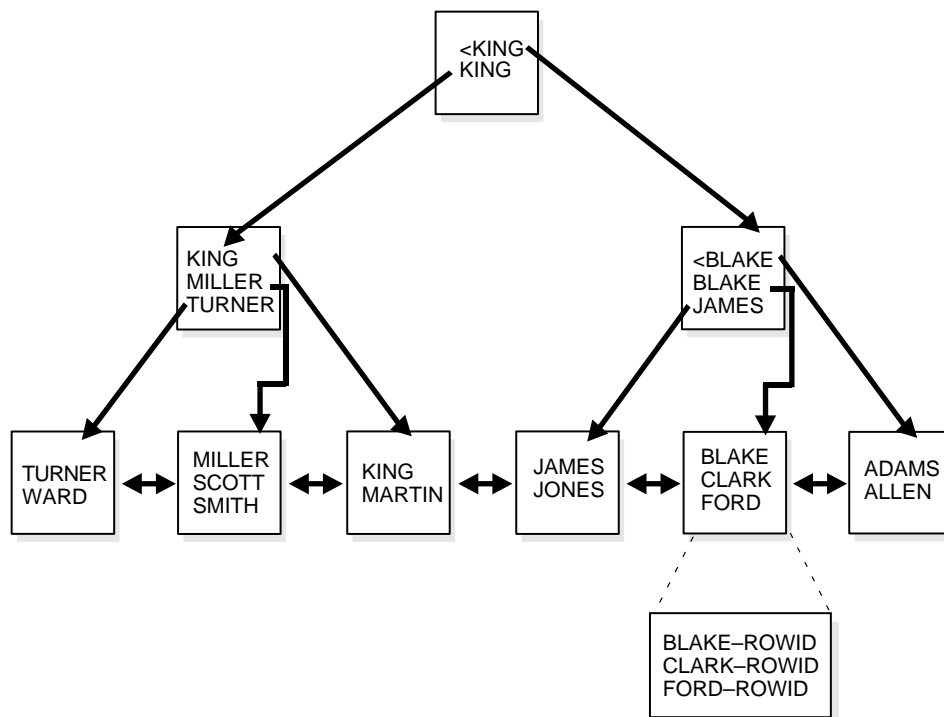 <KING
KING
KING
MILLER
TURNER
<BLAKE
BLAKE
JAMES
TURNER
WARD
MILLER
SCOTT
SMITH
KING
MARTIN
JAMES
JONES
BLAKE
CLARK
FORD
ADAMS
ALLEN
BLAKE–ROWID
CLARK–ROWID
FORD–ROWID